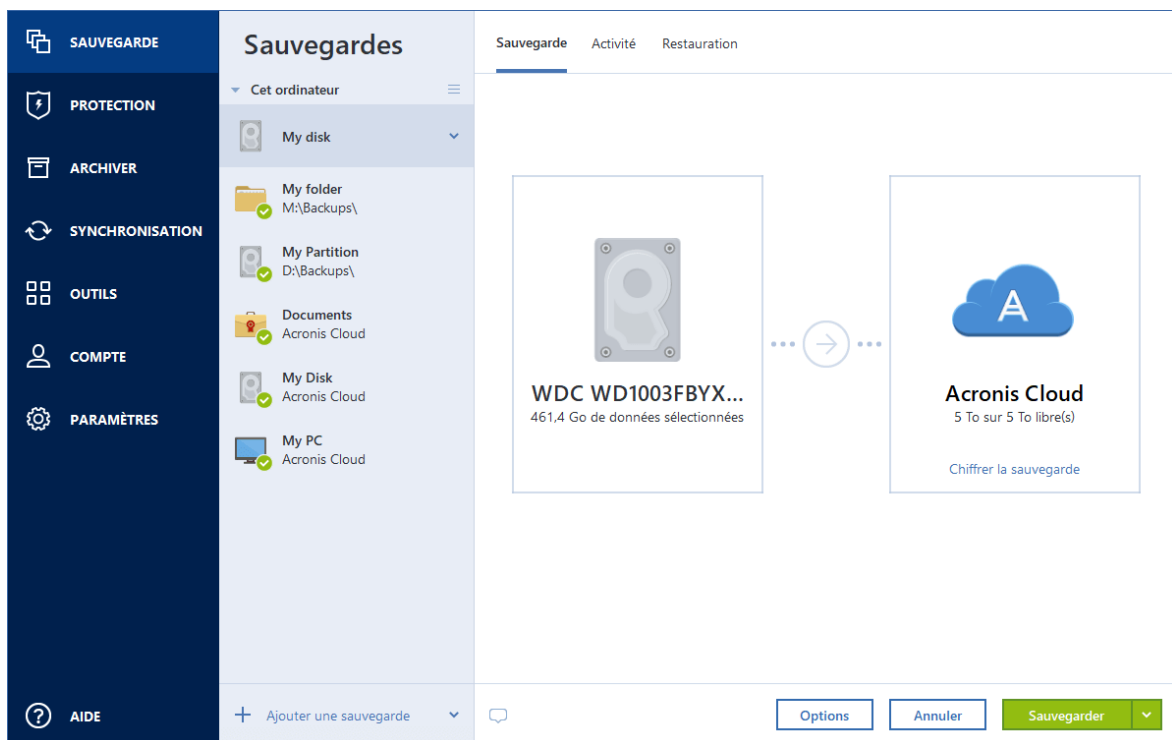 SAUVEGARDE
PROTECTION
ARCHIVER
SYNCHRONISATION
OUTILS
COMPTE
PARAMÈTRES
AIDE
Sauvegardes
Cet ordinateur
My disk
My folder
M:\Backups\
My Partition
D:\Backups\
Documents
Acronis Cloud
My Disk
Acronis Cloud
My PC
Acronis Cloud
Ajouter une sauvegarde
Sauvegarde
Activité
Restauration
WDC WD1003FBYX...
461,4 Go de données sélectionnées
Acronis Cloud
5 To sur 5 To libre(s)
Chiffrer la sauvegarde
Options
Annuler
Sauvegarder